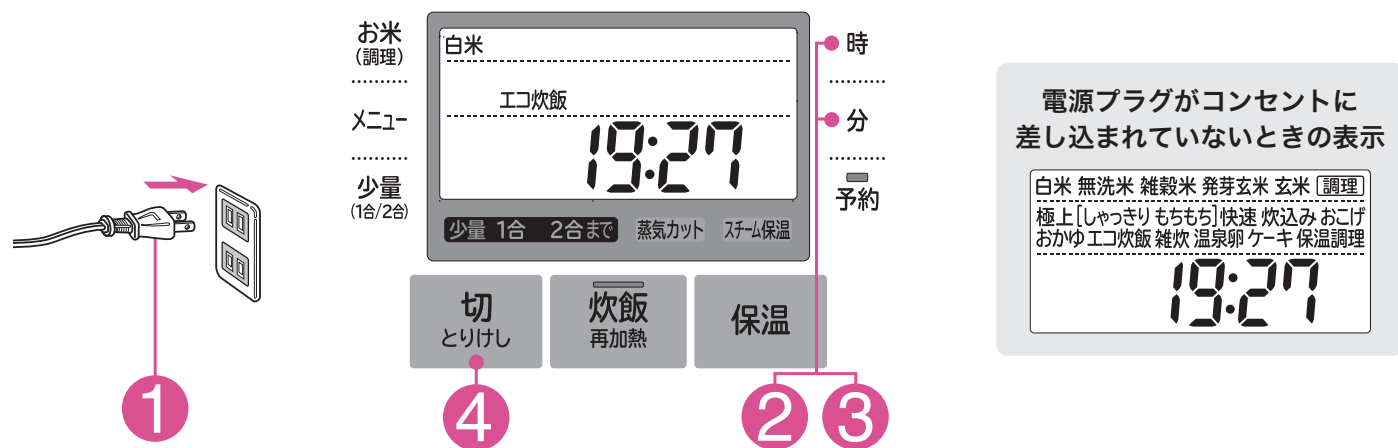 お米
(調理)
メニュー
少量
(1合/2合)
白米
エコ炊飯
19:27
少量 1合 2合まで 蒸気カット スチーム保温
時
分
予約
切
とりけし
炊飯
再加熱
保温
1
4
2
3
電源プラグがコンセントに
差し込まれていないときの表示
白米 無洗米 雑穀米 発芽玄米 玄米 調理
極上[しゃっきり もちもち]快速 炊込み おこげ
おかゆ エコ炊飯 雑炊 温泉卵 ケーキ 保温調理
19:27